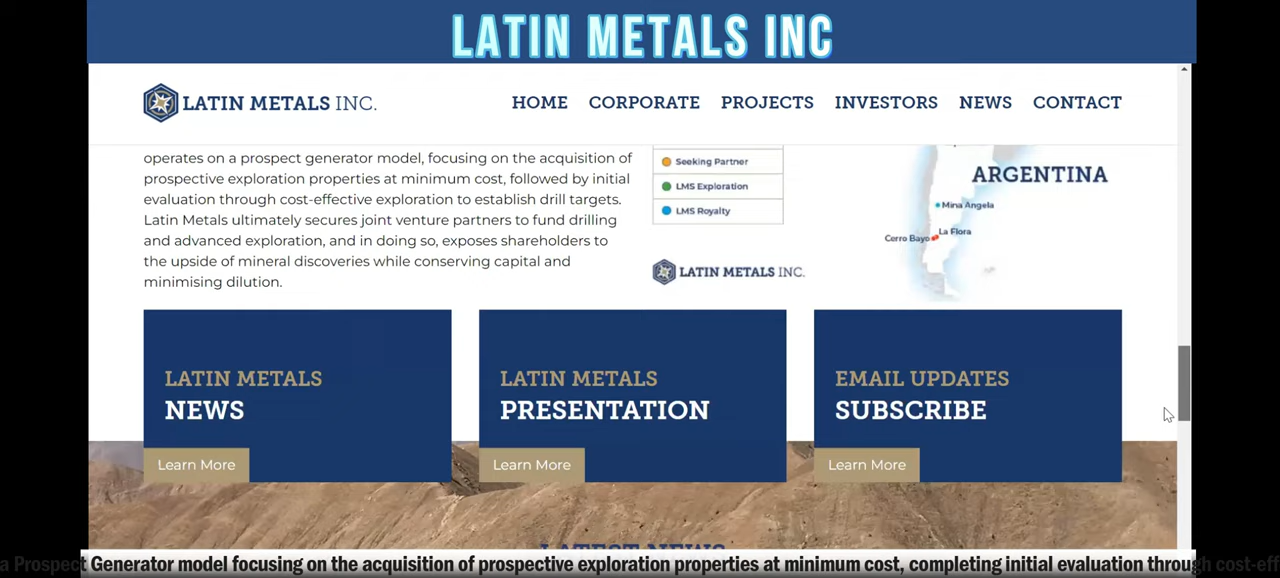 LATIN METALS INC
LATIN METALS INC.
HOME CORPORATE PROJECTS INVESTORS NEWS CONTACT
operates on a prospect generator model, focusing on the acquisition of
prospective exploration properties at minimum cost, followed by initial
evaluation through cost-effective exploration to establish drill targets.
Latin Metals ultimately secures joint venture partners to fund drilling
and advanced exploration, and in doing so, exposes shareholders to
the upside of mineral discoveries while conserving capital and
minimising dilution.
Seeking Partner
LMS Exploration
LMS Royalty
LATIN METALS INC.
ARGENTINA
Mina Angela
La Flora
Cerro Bayo
LATIN METALS
NEWS
Learn More
LATIN METALS
PRESENTATION
Learn More
EMAIL UPDATES
SUBSCRIBE
Learn More
LATEST NEWS
a Prospect Generator model focusing on the acquisition of prospective exploration properties at minimum cost, completing initial evaluation through cost-eff